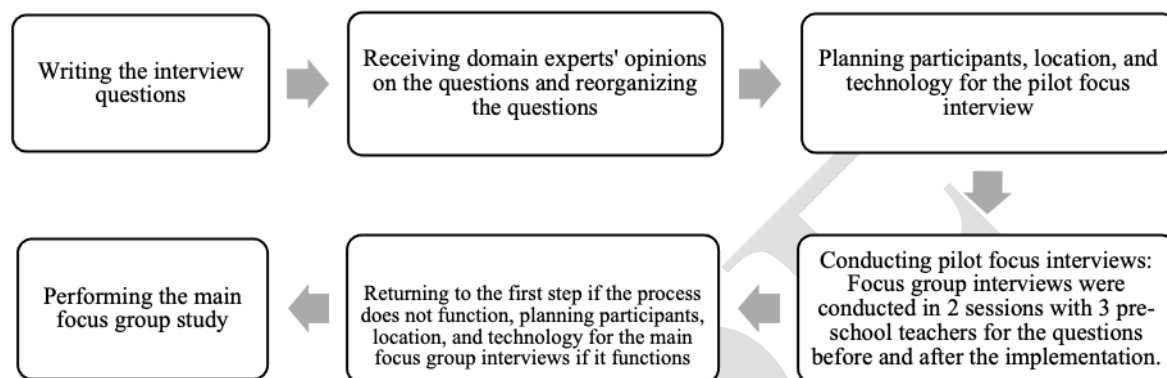 Writing the interview
questions
Receiving domain experts' opinions
on the questions and reorganizing
the questions
Planning participants, location, and
technology for the pilot focus
interview
Conducting pilot focus interviews:
Focus group interviews were
conducted in 2 sessions with 3 pre-
school teachers for the questions
before and after the implementation.
Returning to the first step if the process
does not function, planning participants,
location, and technology for the main
focus group interviews if it functions
Performing the main
focus group study